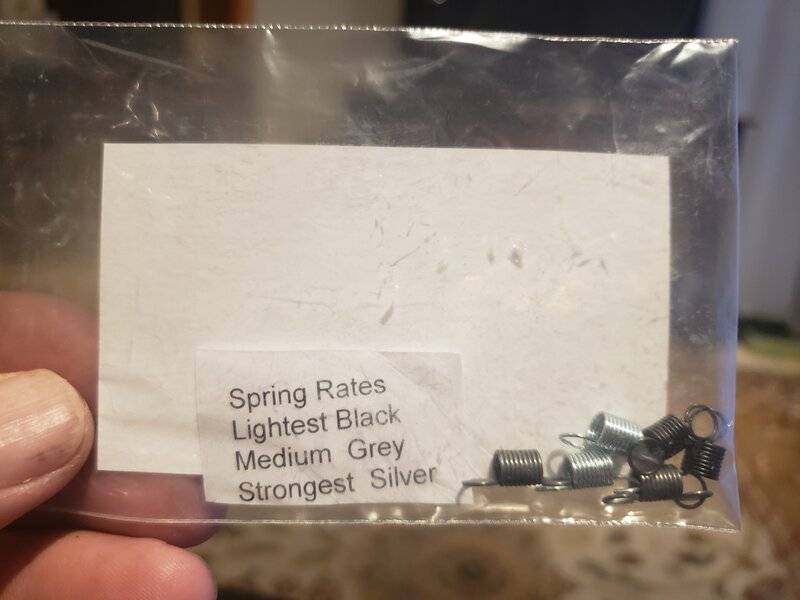 Spring Rates
Lightest Black
Medium Grey
Strongest Silver